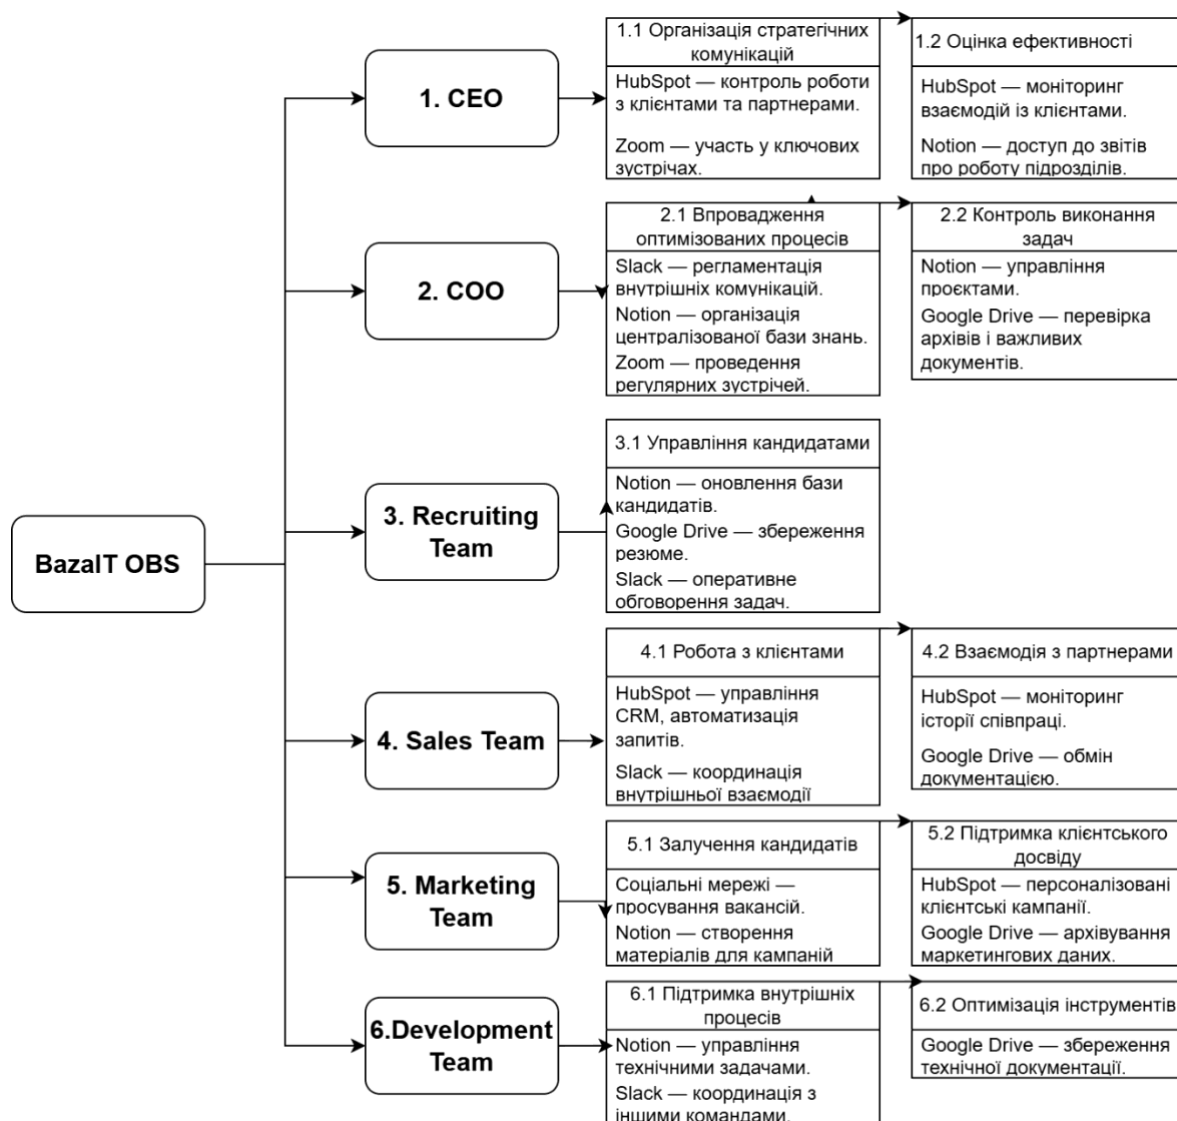 BazaIT OBS
1. CEO
1.1 Організація стратегічних
комунікацій
HubSpot — контроль роботи
з клієнтами та партнерами.
Zoom — участь у ключових
зустрічах.
1.2 Оцінка ефективності
HubSpot — моніторинг
взаємодій із клієнтами.
Notion — доступ до звітів
про роботу підрозділів.
2. COO
2.1 Впровадження
оптимізованих процесів
Slack — регламентація
внутрішніх комунікацій.
Notion — організація
централізованої бази знань.
Zoom — проведення
регулярних зустрічей.
2.2 Контроль виконання
задач
Notion — управління
проєктами.
Google Drive — перевірка
архівів і важливих
документів.
3. Recruiting
Team
3.1 Управління кандидатами
Notion — оновлення бази
кандидатів.
Google Drive — збереження
резюме.
Slack — оперативне
обговорення задач.
4. Sales Team
4.1 Робота з клієнтами
HubSpot — управління
CRM, автоматизація
запитів.
Slack — координація
внутрішньої взаємодії
4.2 Взаємодія з партнерами
HubSpot — моніторинг
історії співпраці.
Google Drive — обмін
документацією.
5. Marketing
Team
5.1 Залучення кандидатів
Соціальні мережі —
просування вакансій.
Notion — створення
матеріалів для кампаній
5.2 Підтримка клієнтського
досвіду
HubSpot — персоналізовані
клієнтські кампанії.
Google Drive — архівування
маркетингових даних.
6.Development
Team
6.1 Підтримка внутрішніх
процесів
Notion — управління
технічними задачами.
Slack — координація з
іншими командами.
6.2 Оптимізація інструментів
Google Drive — збереження
технічної документації.